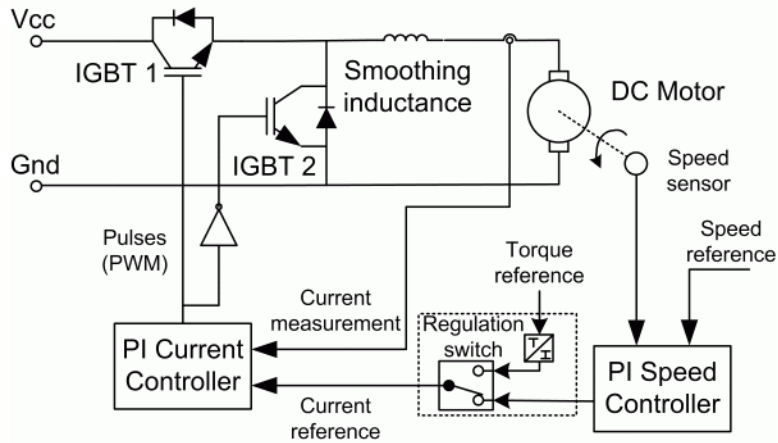 Vcc
IGBT 1
Smoothing
inductance
DC Motor
IGBT 2
Gnd
Speed
sensor
Pulses
(PWM)
Torque
reference
Speed
reference
Current
measurement
Regulation
switch
T
I
PI Current
Controller
PI Speed
Controller
Current
reference